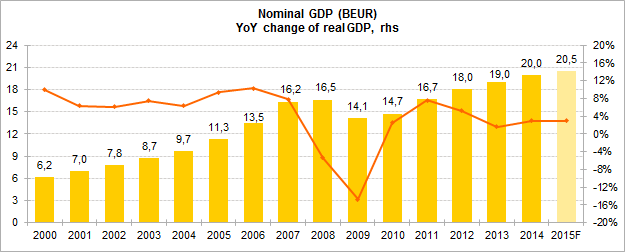 Nominal GDP (BEUR)
YoY change of real GDP, rhs
24 20%
21 16%
18 12%
15 8%
12 4%
9 0%
6 -4%
3 -8%
0 -12%
-16%
-20%
6,2 7,0 7,8 8,7 9,7 11,3 13,5 16,2 16,5 14,1 14,7 16,7 18,0 19,0 20,0 20,5
2000 2001 2002 2003 2004 2005 2006 2007 2008 2009 2010 2011 2012 2013 2014 2015F